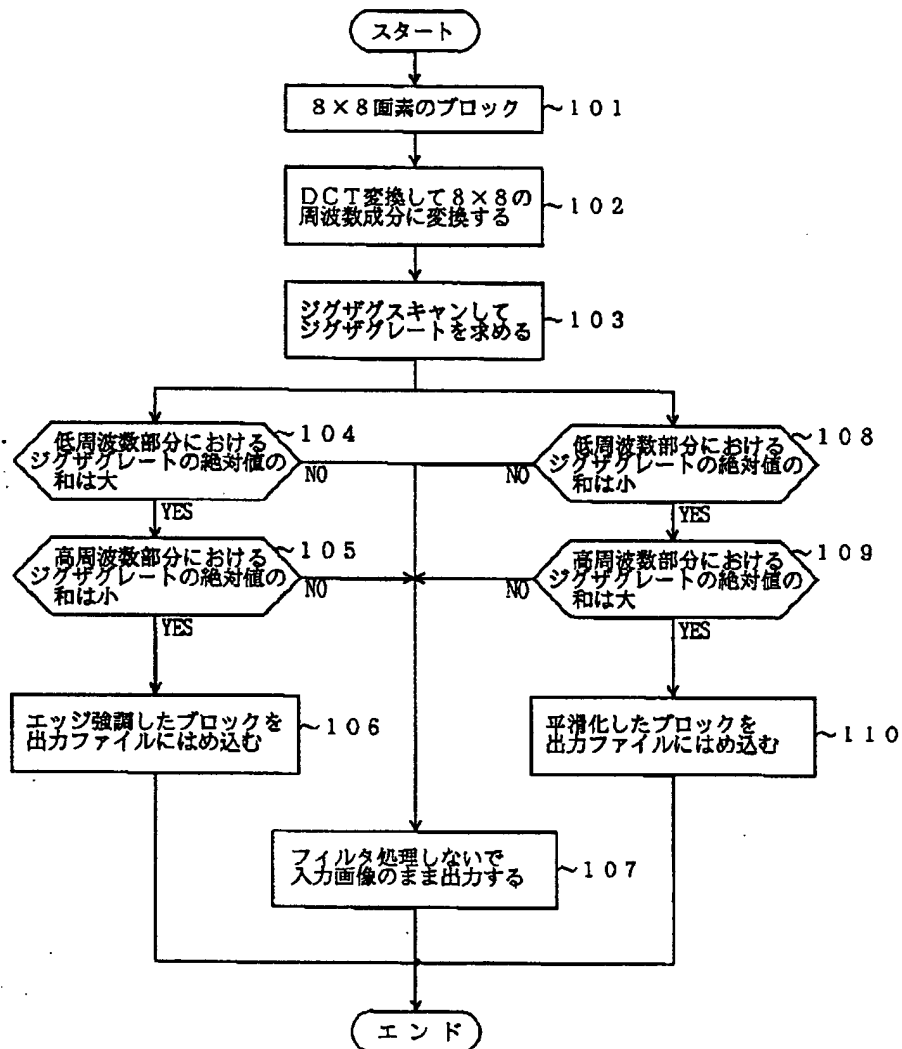 スタート
8×8画素のブロック
~101
DCT変換して8×8の
周波数成分に変換する
~102
ジグザグスキャンして
ジグザグレートを求める
~103
低周波数部分における
ジグザグレートの絶対値の
和は大
~104
NO
YES
低周波数部分における
ジグザグレートの絶対値の
和は小
~108
NO
YES
高周波数部分における
ジグザグレートの絶対値の
和は小
~105
NO
YES
高周波数部分における
ジグザグレートの絶対値の
和は大
~109
NO
YES
エッジ強調したブロックを
出力ファイルにはめ込む
~106
平滑化したブロックを
出力ファイルにはめ込む
~110
フィルタ処理しないで
入力画像のまま出力する
~107
エンド